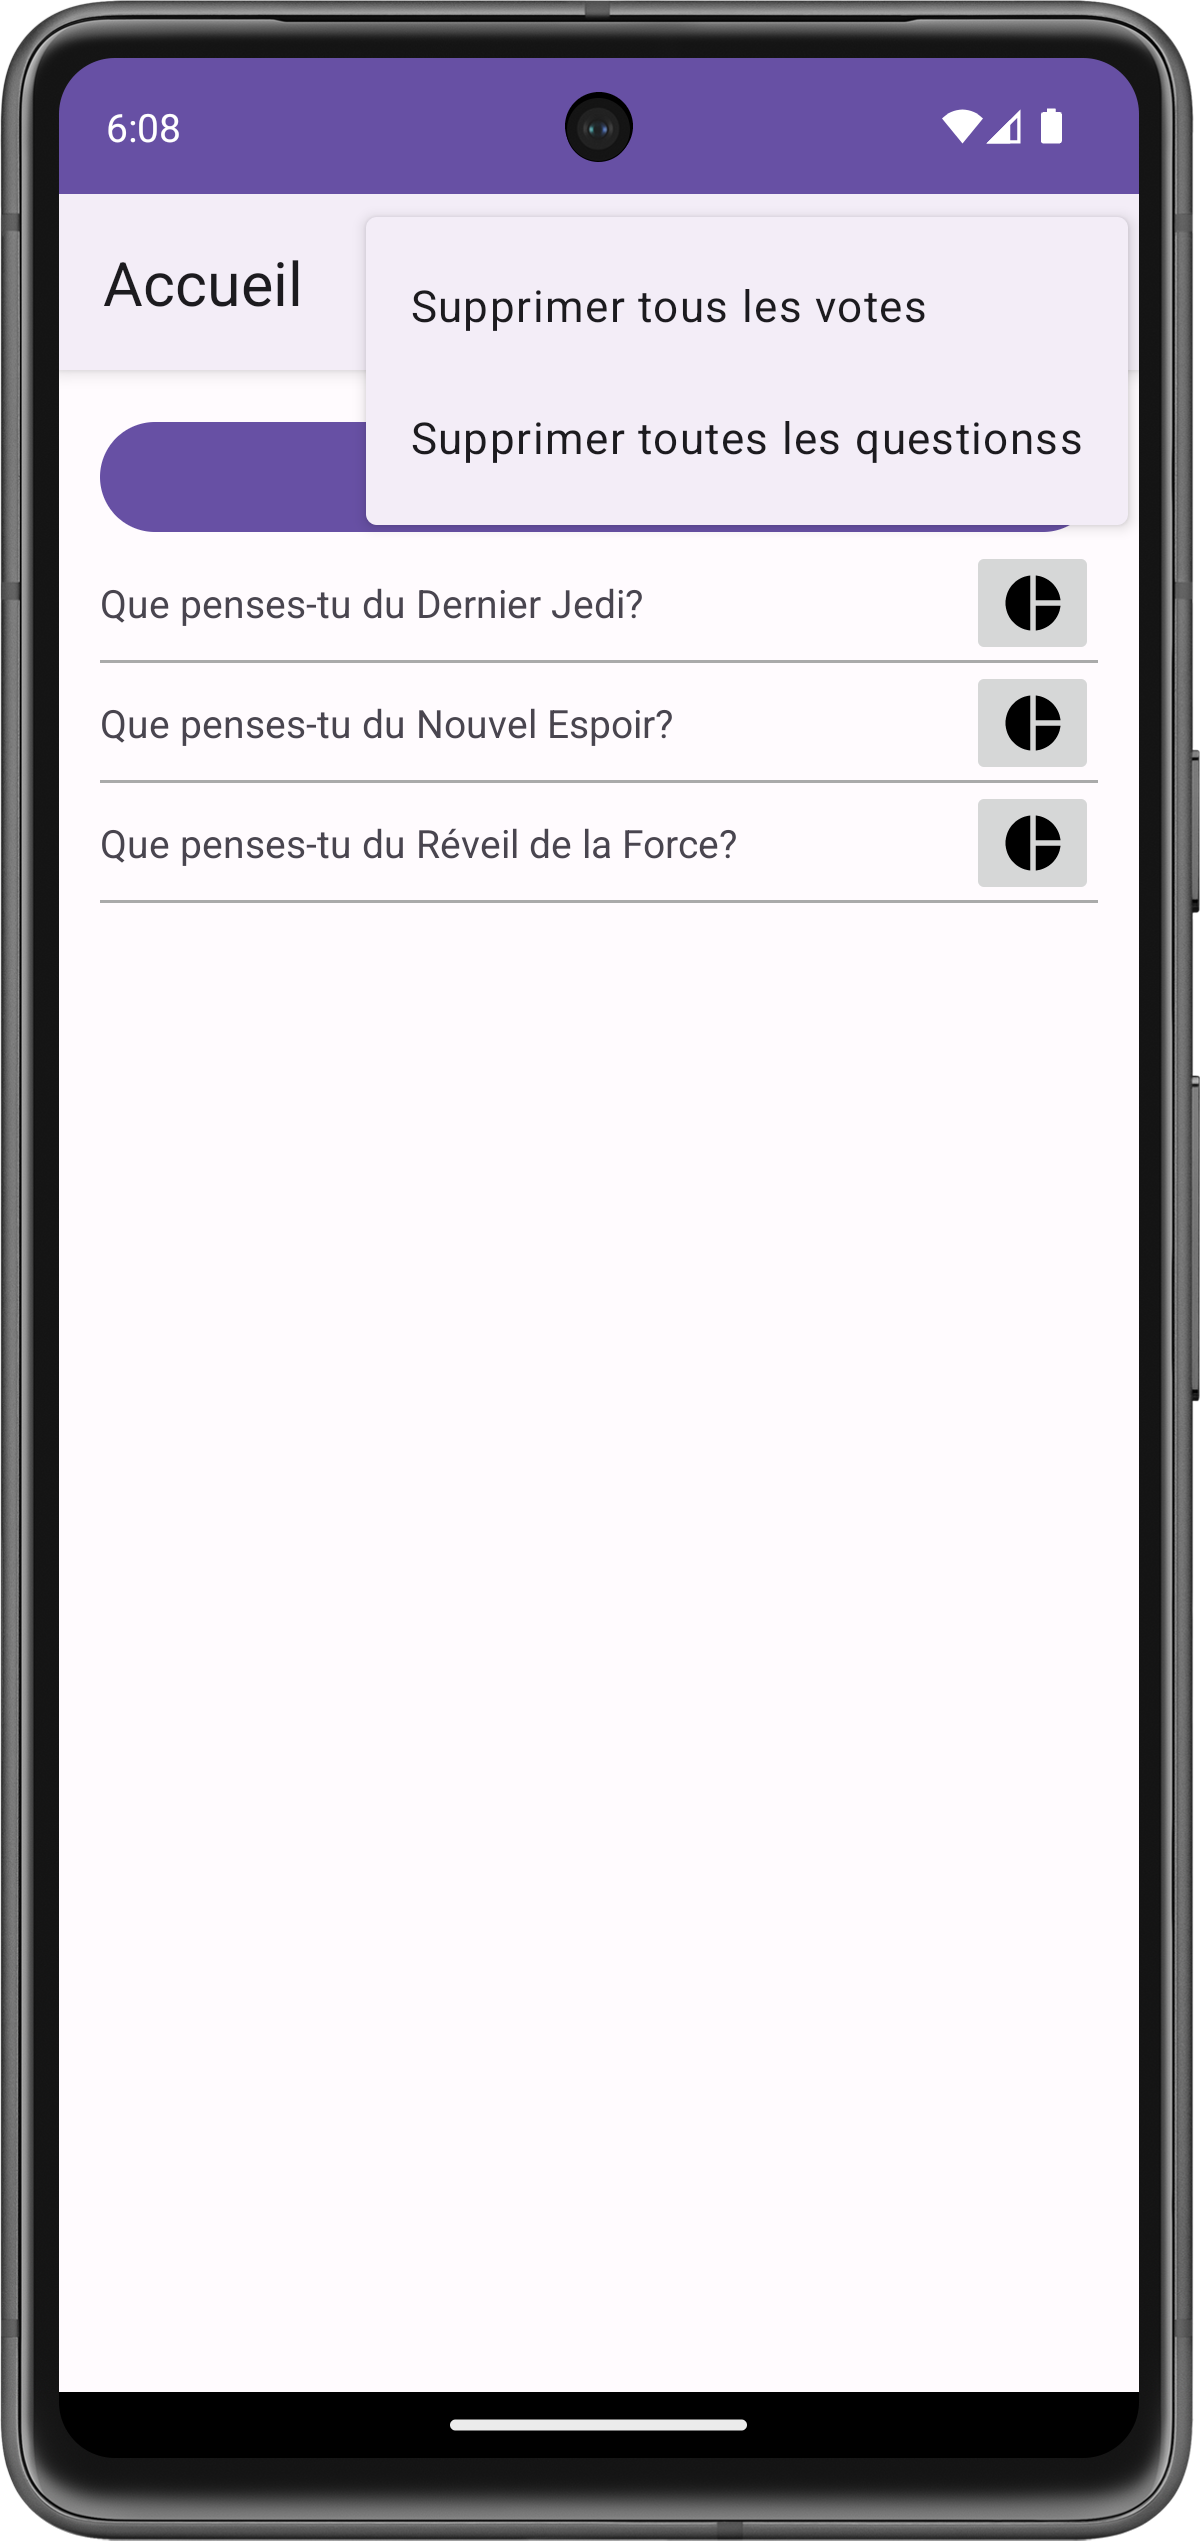 6:08
Accueil
Supprimer tous les votes
Supprimer toutes les questionss
Que penses-tu du Dernier Jedi?
Que penses-tu du Nouvel Espoir?
Que penses-tu du Réveil de la Force?